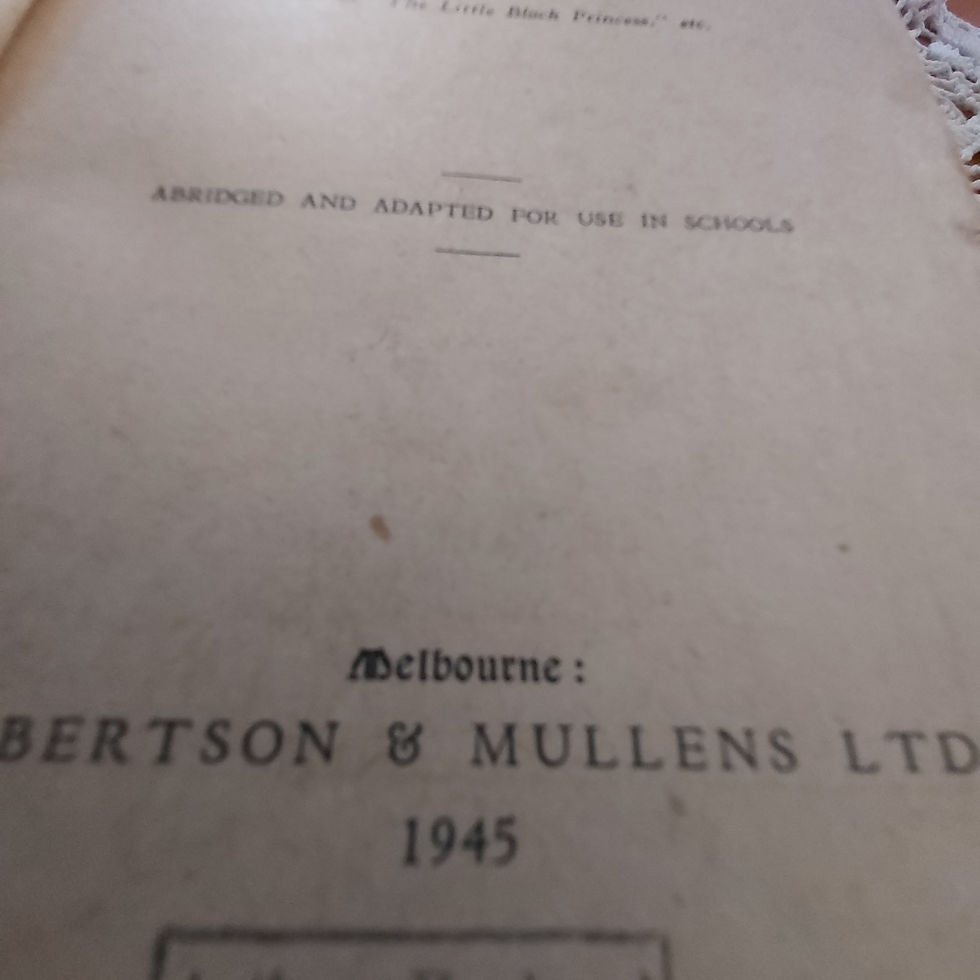 The Little Black Princess," etc.
ABRIDGED AND ADAPTED FOR USE IN SCHOOLS
Melbourne:
BERTSON & MULLENS LTD
1945